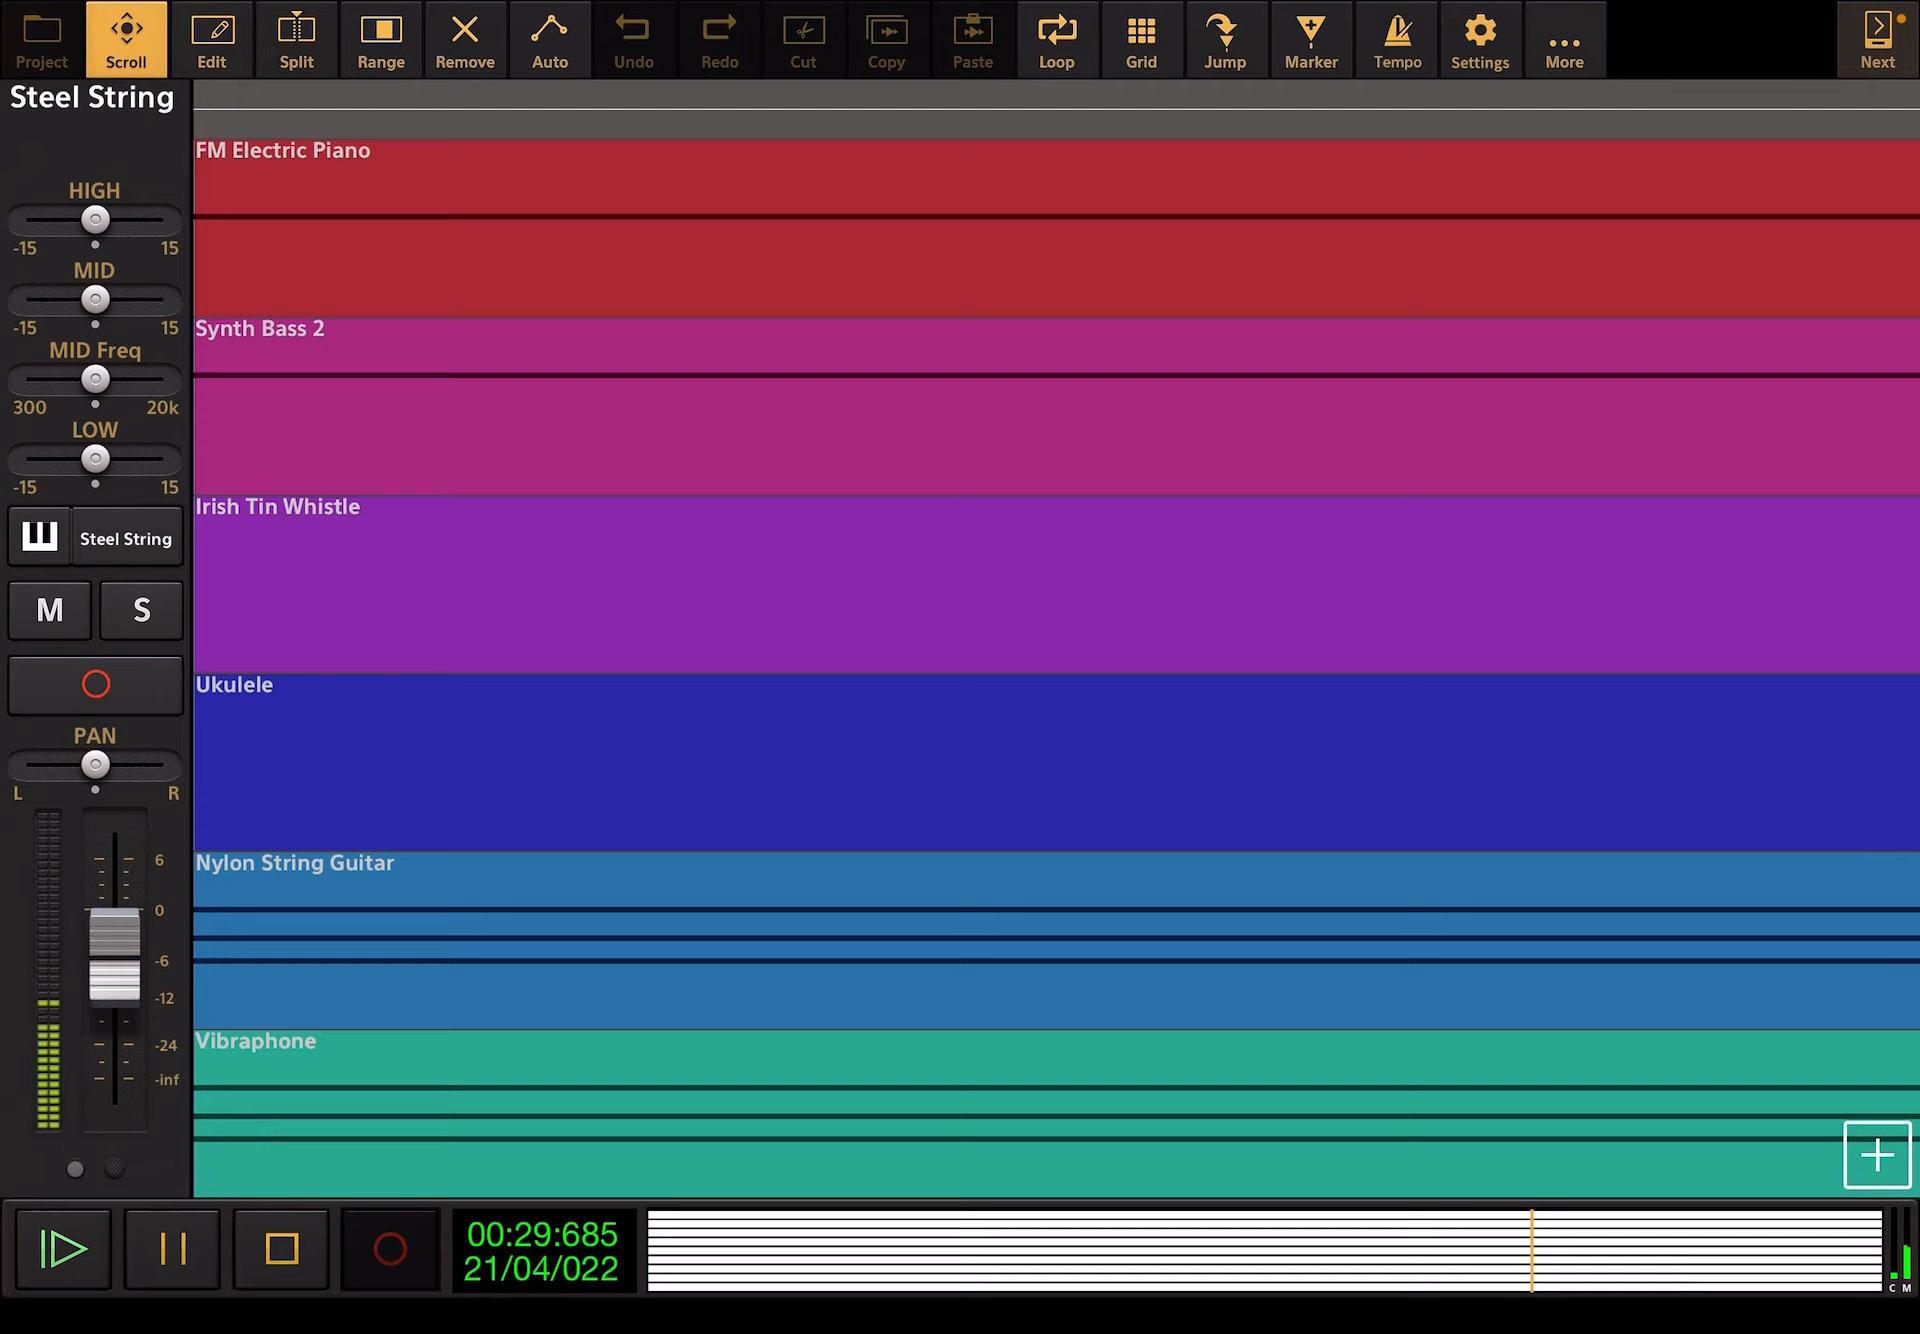 Project Scroll Edit Split Range Remove Auto Undo Redo Cut Copy Paste Loop Grid Jump Marker Tempo Settings More Next
Steel String
HIGH
-15 15
MID
-15 15
MID Freq
300 20k
LOW
-15 15
Steel String
M S
PAN
L R
6
0
-6
-12
-24
-inf
FM Electric Piano
Synth Bass 2
Irish Tin Whistle
Ukulele
Nylon String Guitar
Vibraphone
00:29:685
21/04/022
C M